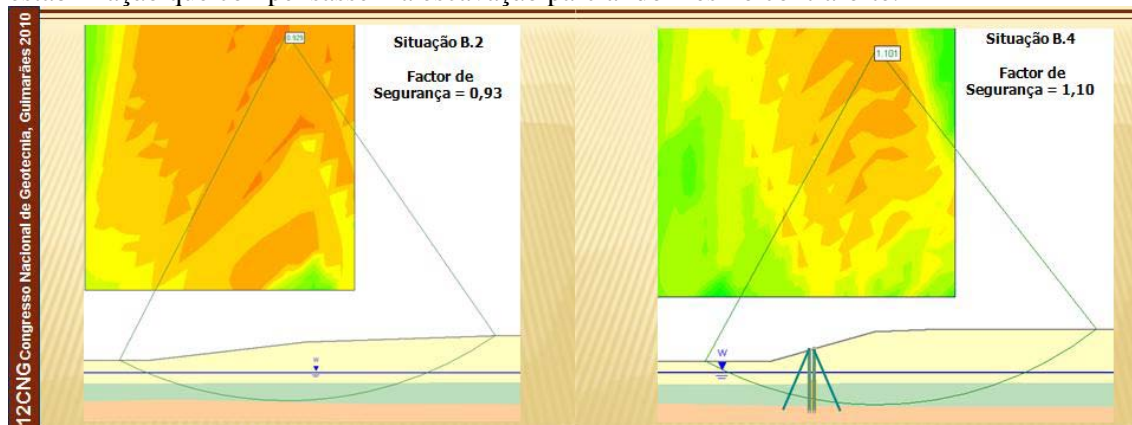 12CNG Congresso Nacional de Geotecnia, Guimarães 2010
0.929
Situação B.2
Factor de
Segurança = 0,93
W
1.101
Situação B.4
Factor de
Segurança = 1,10
W